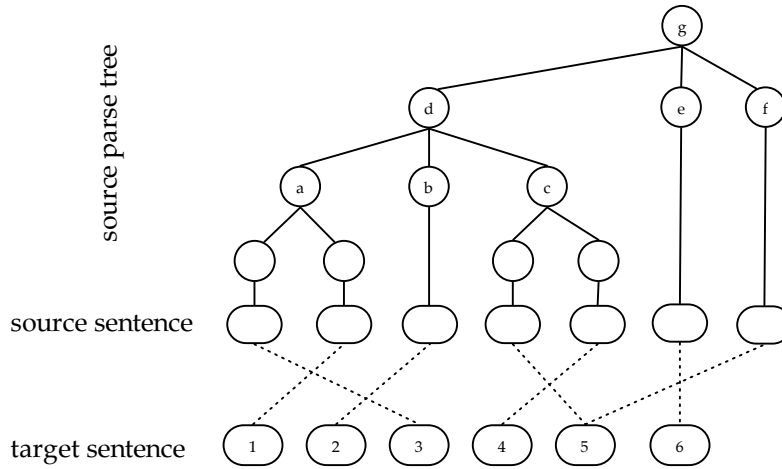 g
d
e
f
a
b
c
source parse tree
source sentence
target sentence
1
2
3
4
5
6